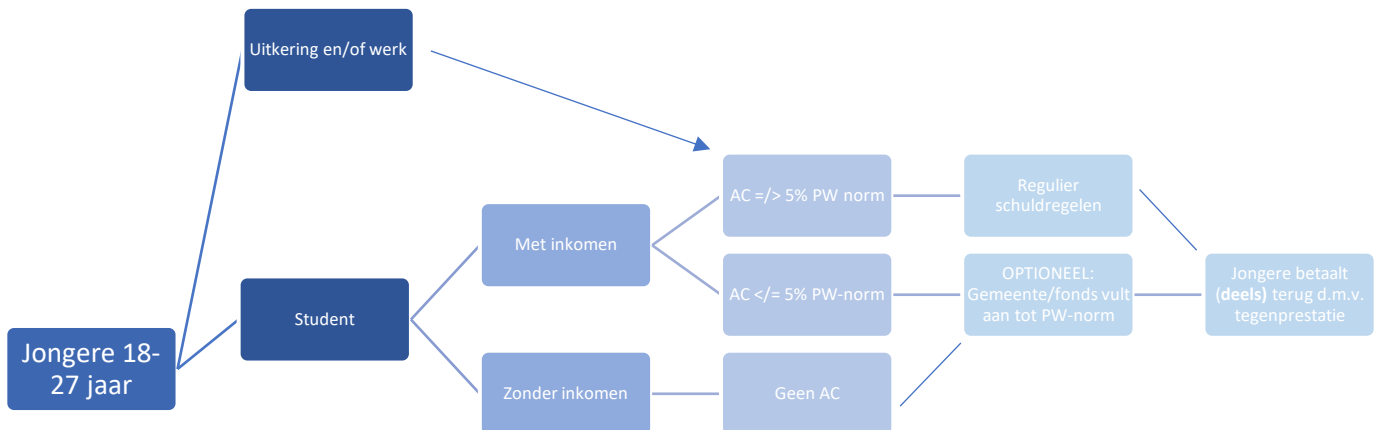 Uitkering en/of werk
AC =/> 5% PW norm
Regulier
schuldregelen
Met inkomen
AC </= 5% PW-norm
OPTIONEEL:
Gemeente/fonds vult
aan tot PW-norm
Jongere betaalt
(deels) terug d.m.v.
tegenprestatie
Student
Jongere 18-
27 jaar
Zonder inkomen
Geen AC